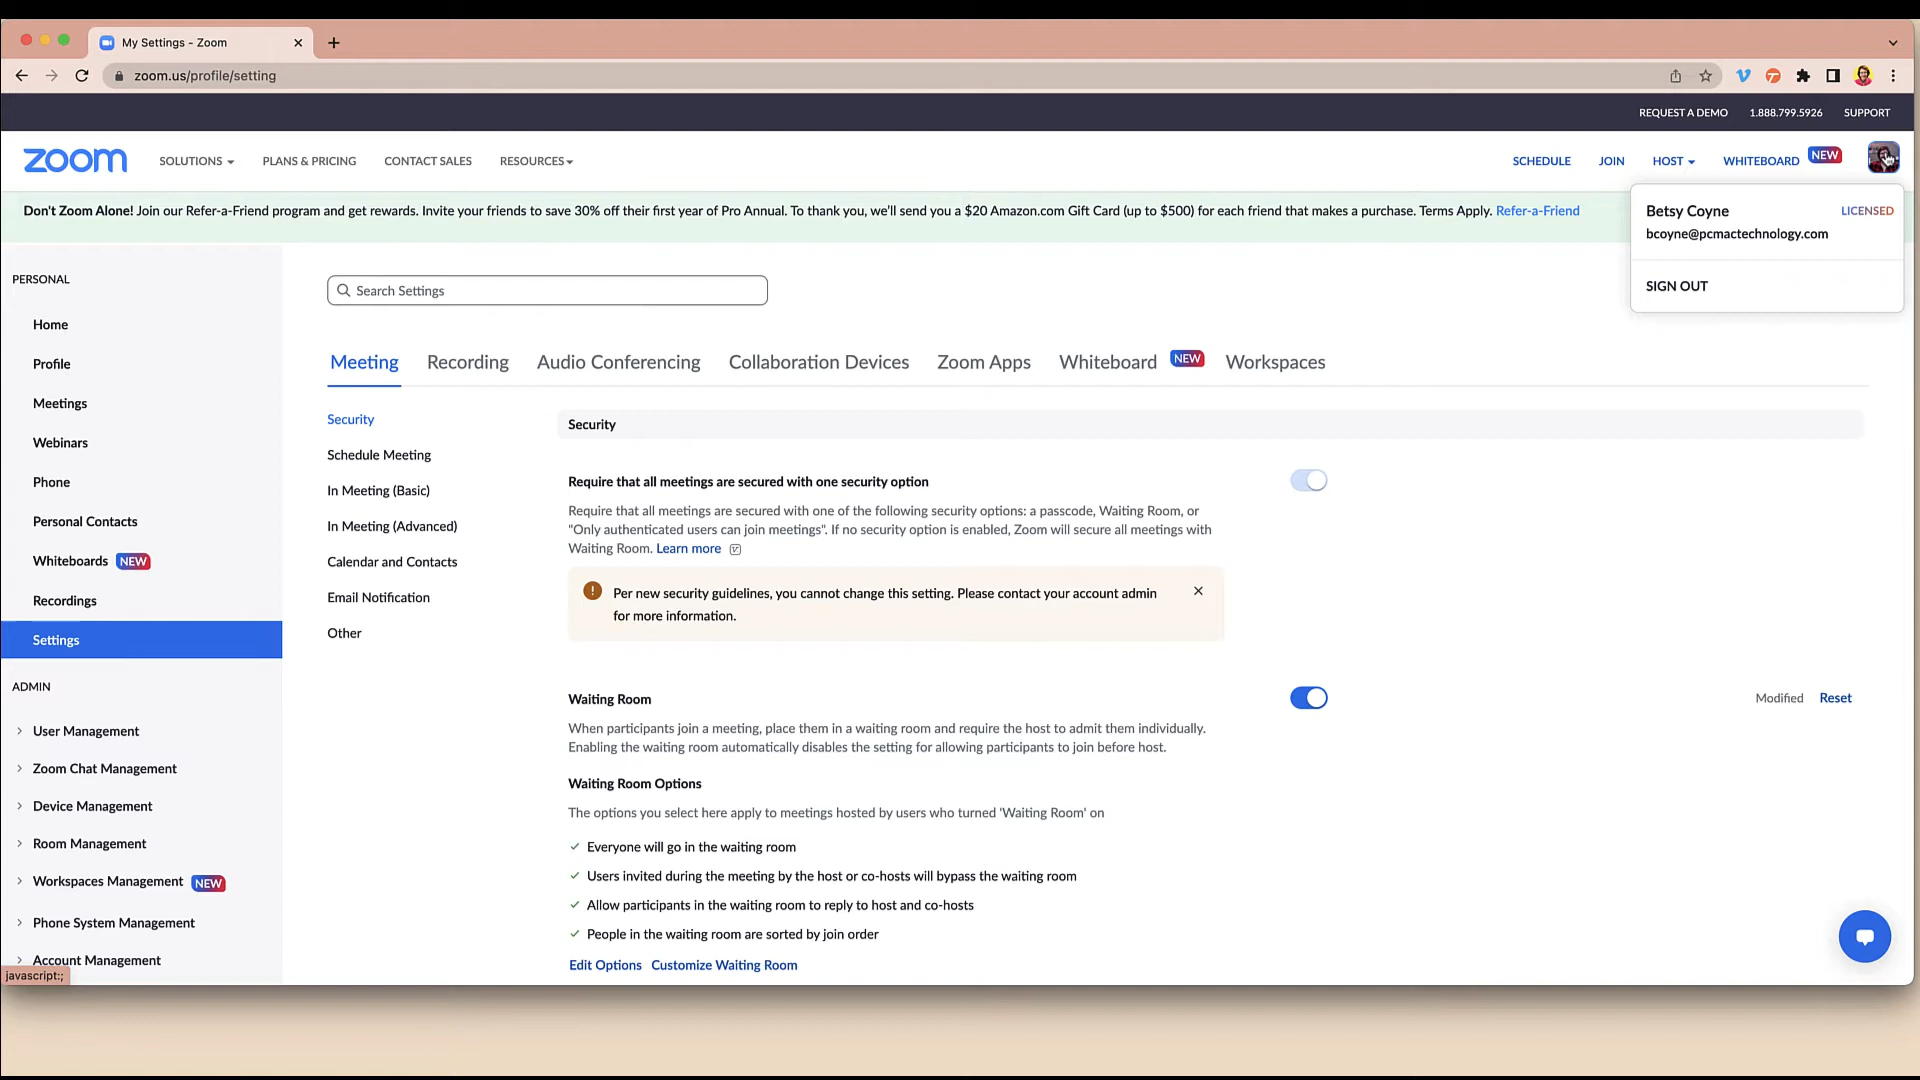 My Settings - Zoom
zoom.us/profile/setting
REQUEST A DEMO 1.888.799.5926 SUPPORT
zoom SOLUTIONS PLANS & PRICING CONTACT SALES RESOURCES SCHEDULE JOIN HOST WHITEBOARD NEW
Don't Zoom Alone! Join our Refer-a-Friend program and get rewards. Invite your friends to save 30% off their first year of Pro Annual. To thank you, we'll send you a $20 Amazon.com Gift Card (up to $500) for each friend that makes a purchase. Terms Apply. Refer-a-Friend
Betsy Coyne LICENSED
bcoyne@pcmactechnology.com
SIGN OUT
PERSONAL
Home
Profile
Meetings
Webinars
Phone
Personal Contacts
Whiteboards NEW
Recordings
Settings
ADMIN
User Management
Zoom Chat Management
Device Management
Room Management
Workspaces Management NEW
Phone System Management
Account Management
javascript:;
Search Settings
Meeting Recording Audio Conferencing Collaboration Devices Zoom Apps Whiteboard NEW Workspaces
Security
Schedule Meeting
In Meeting (Basic)
In Meeting (Advanced)
Calendar and Contacts
Email Notification
Other
Security
Require that all meetings are secured with one security option
Require that all meetings are secured with one of the following security options: a passcode, Waiting Room, or
"Only authenticated users can join meetings". If no security option is enabled, Zoom will secure all meetings with
Waiting Room. Learn more
Per new security guidelines, you cannot change this setting. Please contact your account admin
for more information.
Waiting Room
Modified Reset
When participants join a meeting, place them in a waiting room and require the host to admit them individually.
Enabling the waiting room automatically disables the setting for allowing participants to join before host.
Waiting Room Options
The options you select here apply to meetings hosted by users who turned 'Waiting Room' on
Everyone will go in the waiting room
Users invited during the meeting by the host or co-hosts will bypass the waiting room
Allow participants in the waiting room to reply to host and co-hosts
People in the waiting room are sorted by join order
Edit Options Customize Waiting Room